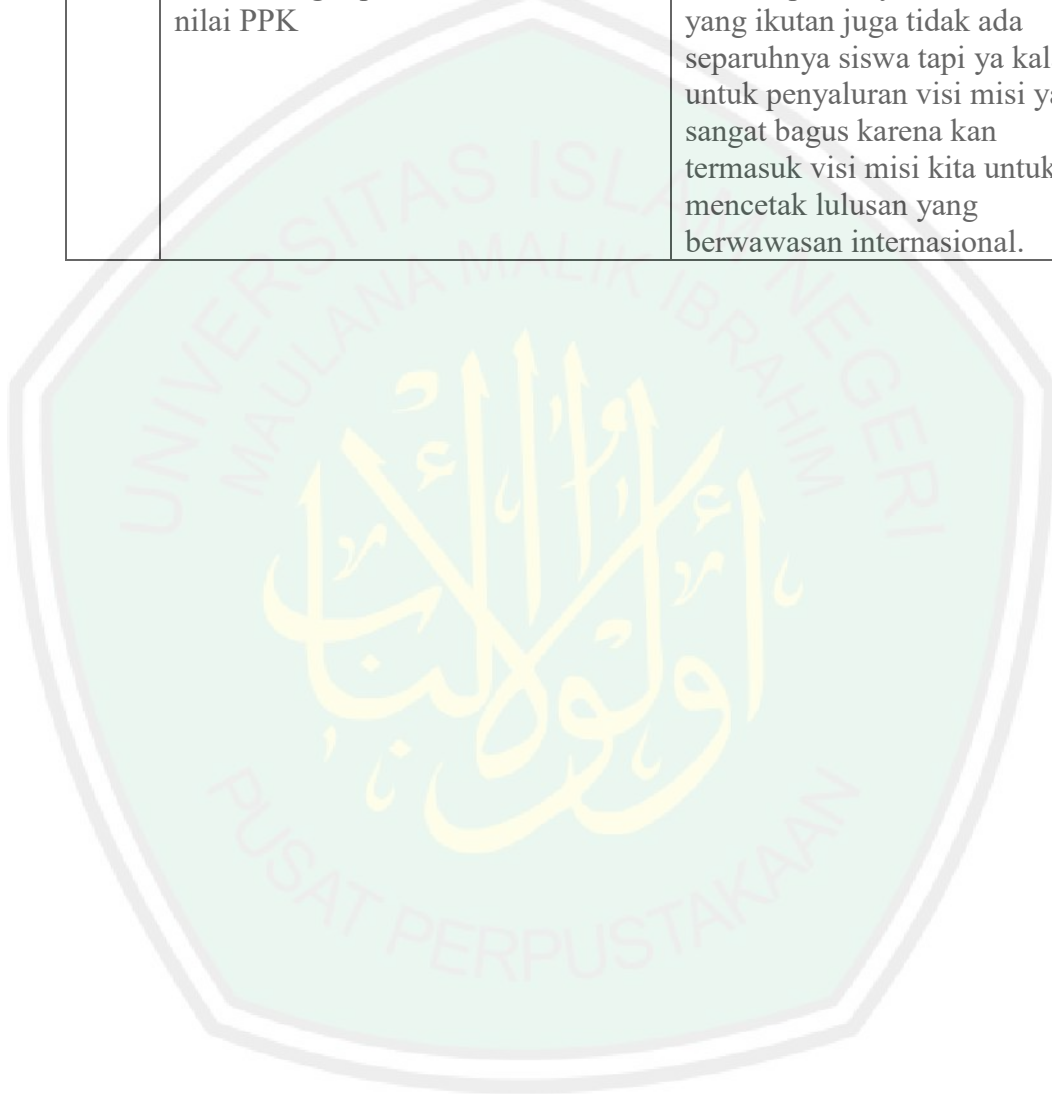 nilai PPK
yang ikutan juga tidak ada
separuhnya siswa tapi ya
untuk penyaluran visi misi
sangat bagus karena kan
termasuk visi misi kita untuk
mencetak lulusan yang
berwawasan internasional.
UNIVERSITAS ISLAM NEGERI
MAULANA MALIK IBRAHIM
أولوا الألباب
PUSAT PERPUSTAKAAN